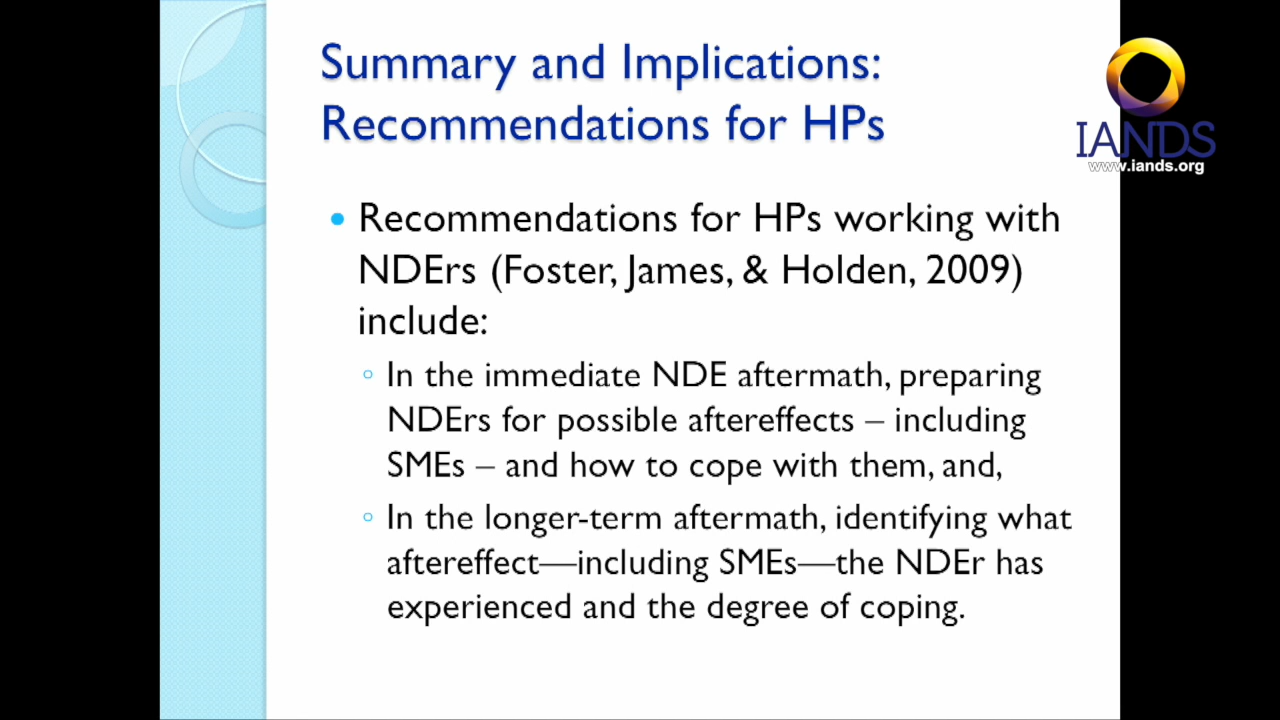 Summary and Implications:
Recommendations for HPs
IANDS
www.iands.org
• Recommendations for HPs working with
NDErs (Foster, James, & Holden, 2009)
include:
◦ In the immediate NDE aftermath, preparing
NDErs for possible aftereffects – including
SMEs – and how to cope with them, and,
◦ In the longer-term aftermath, identifying what
aftereffect—including SMEs—the NDEr has
experienced and the degree of coping.